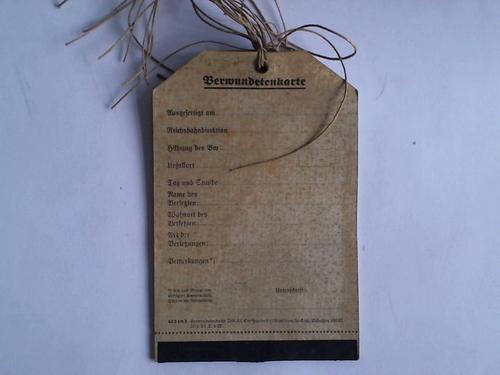 Verwundetenkarte
Ausgefertigt am
Reichsbahndirektion
Hilfszug des Bw
Unfallort
Tag und Stunde
Name des
Verletzten:
Wohnort des
Verletzten:
Art der
Verletzungen:
Bemerkungen*):
Unterschrift:
Verwundetenkarte